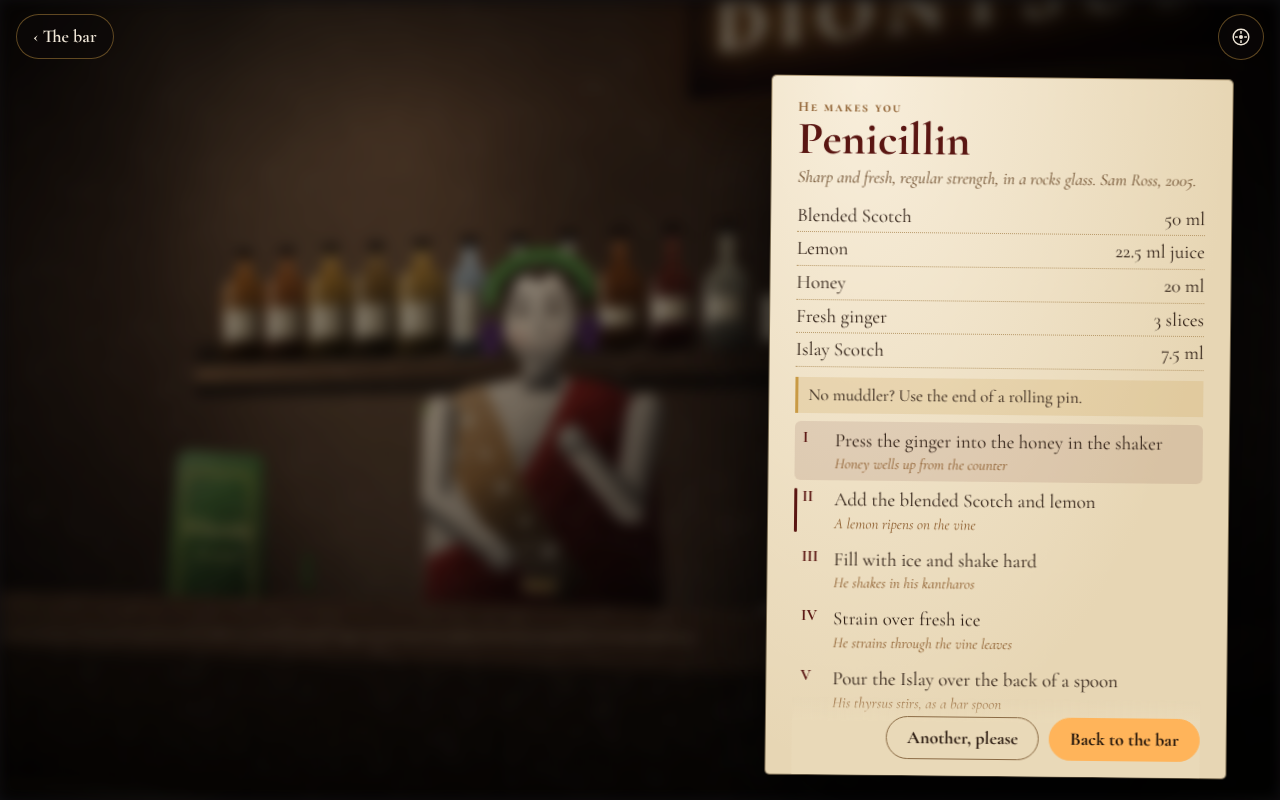 ‹ The bar
DIONYSUS
He makes you
Penicillin
Sharp and fresh, regular strength, in a rocks glass. Sam Ross, 2005.
Blended Scotch 50 ml
Lemon 22.5 ml juice
Honey 20 ml
Fresh ginger 3 slices
Islay Scotch 7.5 ml
No muddler? Use the end of a rolling pin.
I Press the ginger into the honey in the shaker
Honey wells up from the counter
II Add the blended Scotch and lemon
A lemon ripens on the vine
III Fill with ice and shake hard
He shakes in his kantharos
IV Strain over fresh ice
He strains through the vine leaves
V Pour the Islay over the back of a spoon
His thyrsus stirs, as a bar spoon
Another, please
Back to the bar